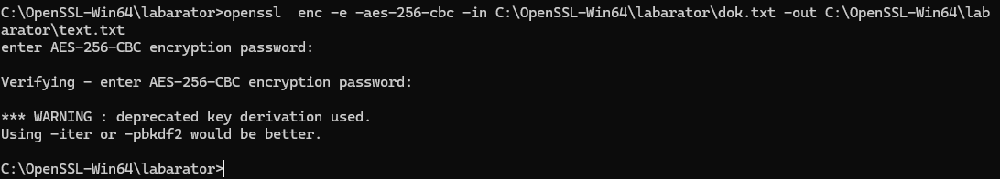 C:\OpenSSL-Win64\labarator>openssl  enc -e -aes-256-cbc -in C:\OpenSSL-Win64\labarator\dok.txt -out C:\OpenSSL-Win64\lab
arator\text.txt
enter AES-256-CBC encryption password:
Verifying - enter AES-256-CBC encryption password:
*** WARNING : deprecated key derivation used.
Using -iter or -pbkdf2 would be better.
C:\OpenSSL-Win64\labarator>